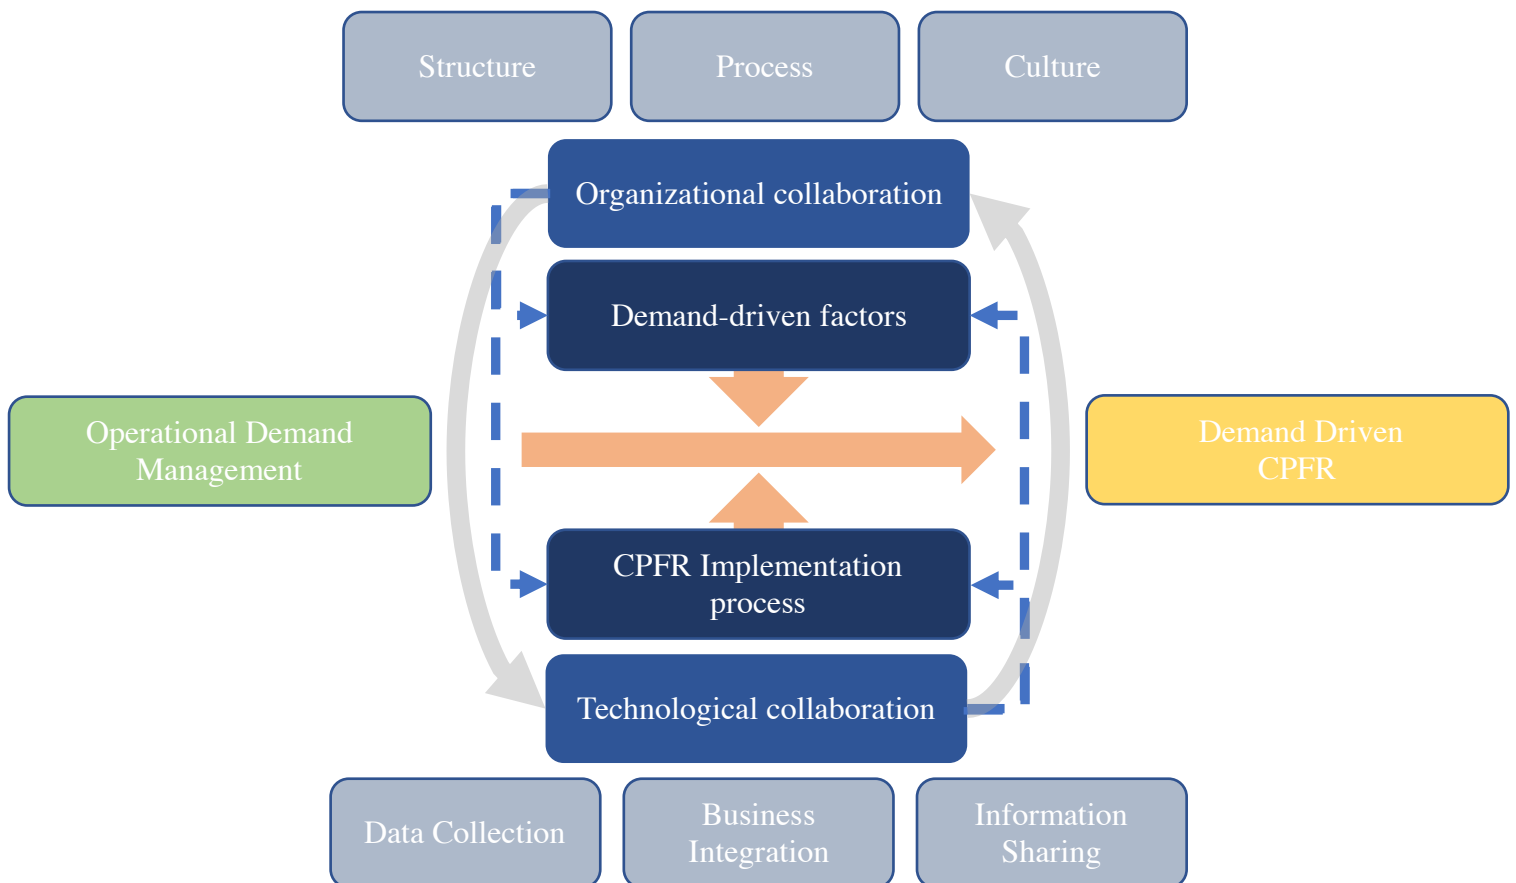 Structure
Process
Culture
Organizational collaboration
Demand-driven factors
Operational Demand
Management
Demand Driven
CPFR
CPFR Implementation
process
Technological collaboration
Data Collection
Business
Integration
Information
Sharing